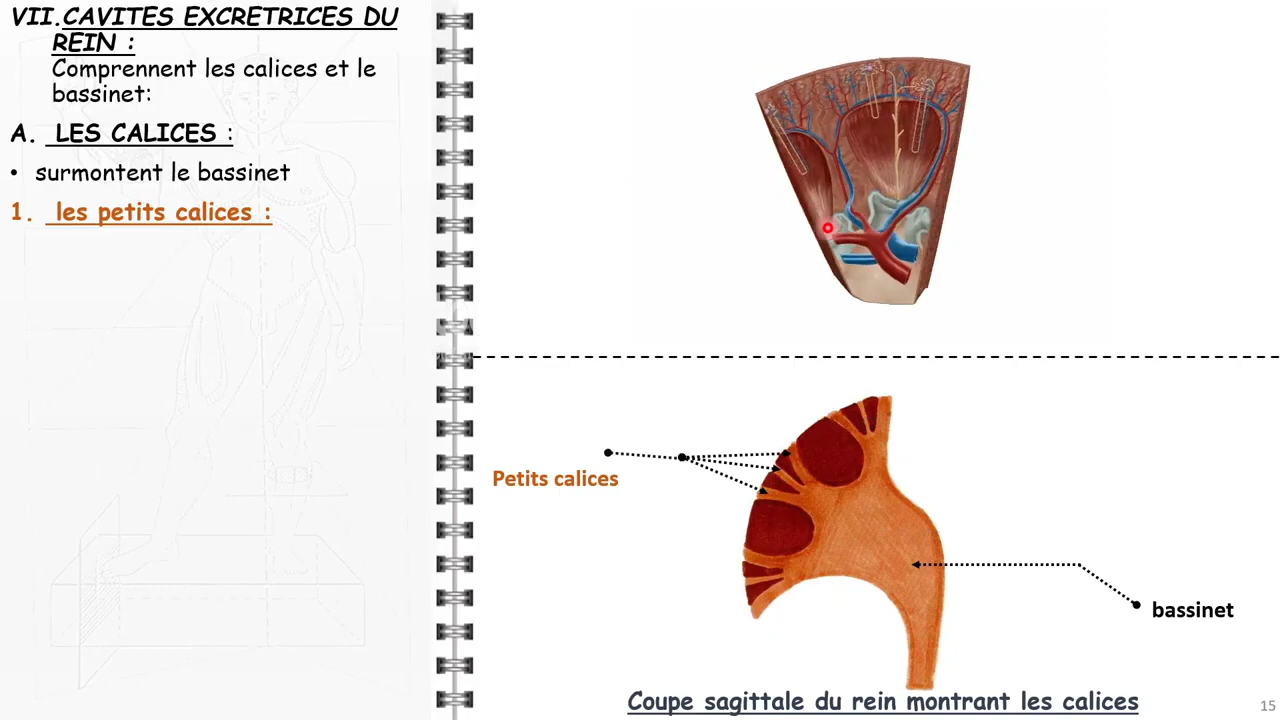 VII.CAVITES EXCRETRICES DU
REIN :
Comprennent les calices et le
bassinet:
A. LES CALICES :
• surmontent le bassinet
1. les petits calices :
Petits calices
bassinet
Coupe sagittale du rein montrant les calices
15